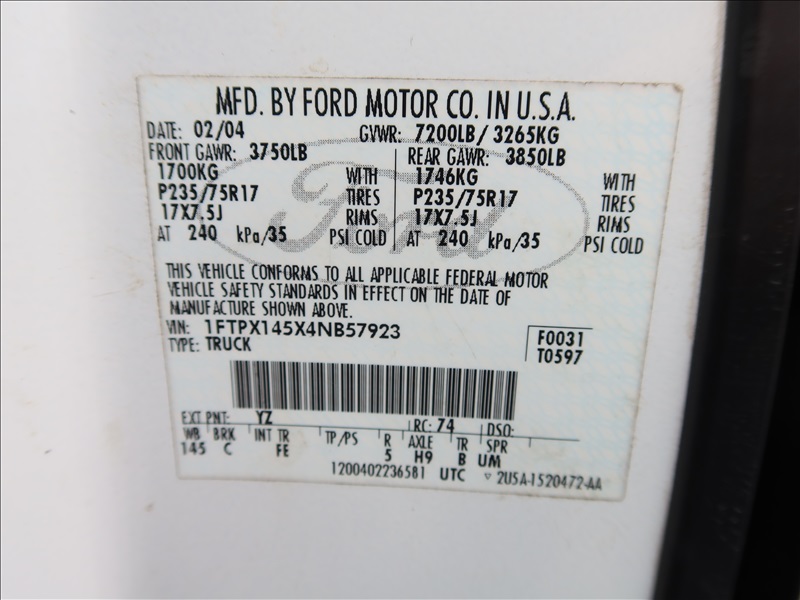 MFD. BY FORD MOTOR CO. IN U.S.A.
DATE: 02/04 GVWR: 7200LB/ 3265KG
FRONT GAWR: 3750LB REAR GAWR: 3850LB
1700KG WITH 1746KG WITH
P235/75R17 TIRES P235/75R17 TIRES
17X7.5J RIMS 17X7.5J RIMS
AT 240 kPa/35 PSI COLD AT 240 kPa/35 PSI COLD
Ford
THIS VEHICLE CONFORMS TO ALL APPLICABLE FEDERAL MOTOR
VEHICLE SAFETY STANDARDS IN EFFECT ON THE DATE OF
MANUFACTURE SHOWN ABOVE.
VIN: 1FTPX145X4NB57923 F0031
TYPE: TRUCK T0597
EXT PNT: YZ RC: 74 DSO:
WB BRK INT TR TP/PS R AXLE TR SPR
145 C FE 5 H9 B UM
1200402236581 UTC ▽ 2U5A-1520472-AA